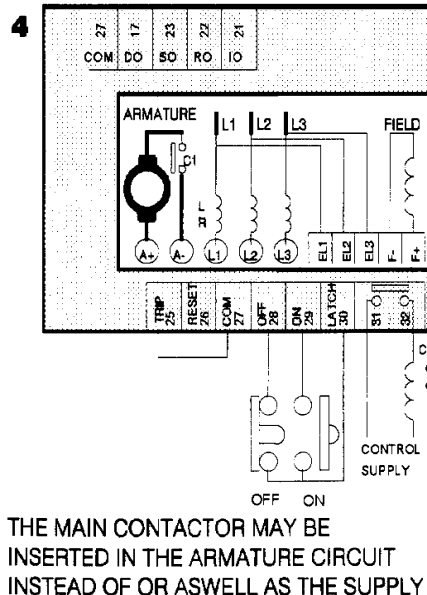 4
27 17 23 22 21
COM DO SO RO IO
ARMATURE L1 L2 L3 FIELD
C1
L
R
A+ A- L1 L2 L3 EL1 EL2 EL3 F- F+
TRIP 25 RESET 26 COM 27 OFF 28 ON 29 LATCH 30 31 32
C
CONTROL
SUPPLY
OFF ON
THE MAIN CONTACTOR MAY BE
INSERTED IN THE ARMATURE CIRCUIT
INSTEAD OF OR ASWELL AS THE SUPPLY